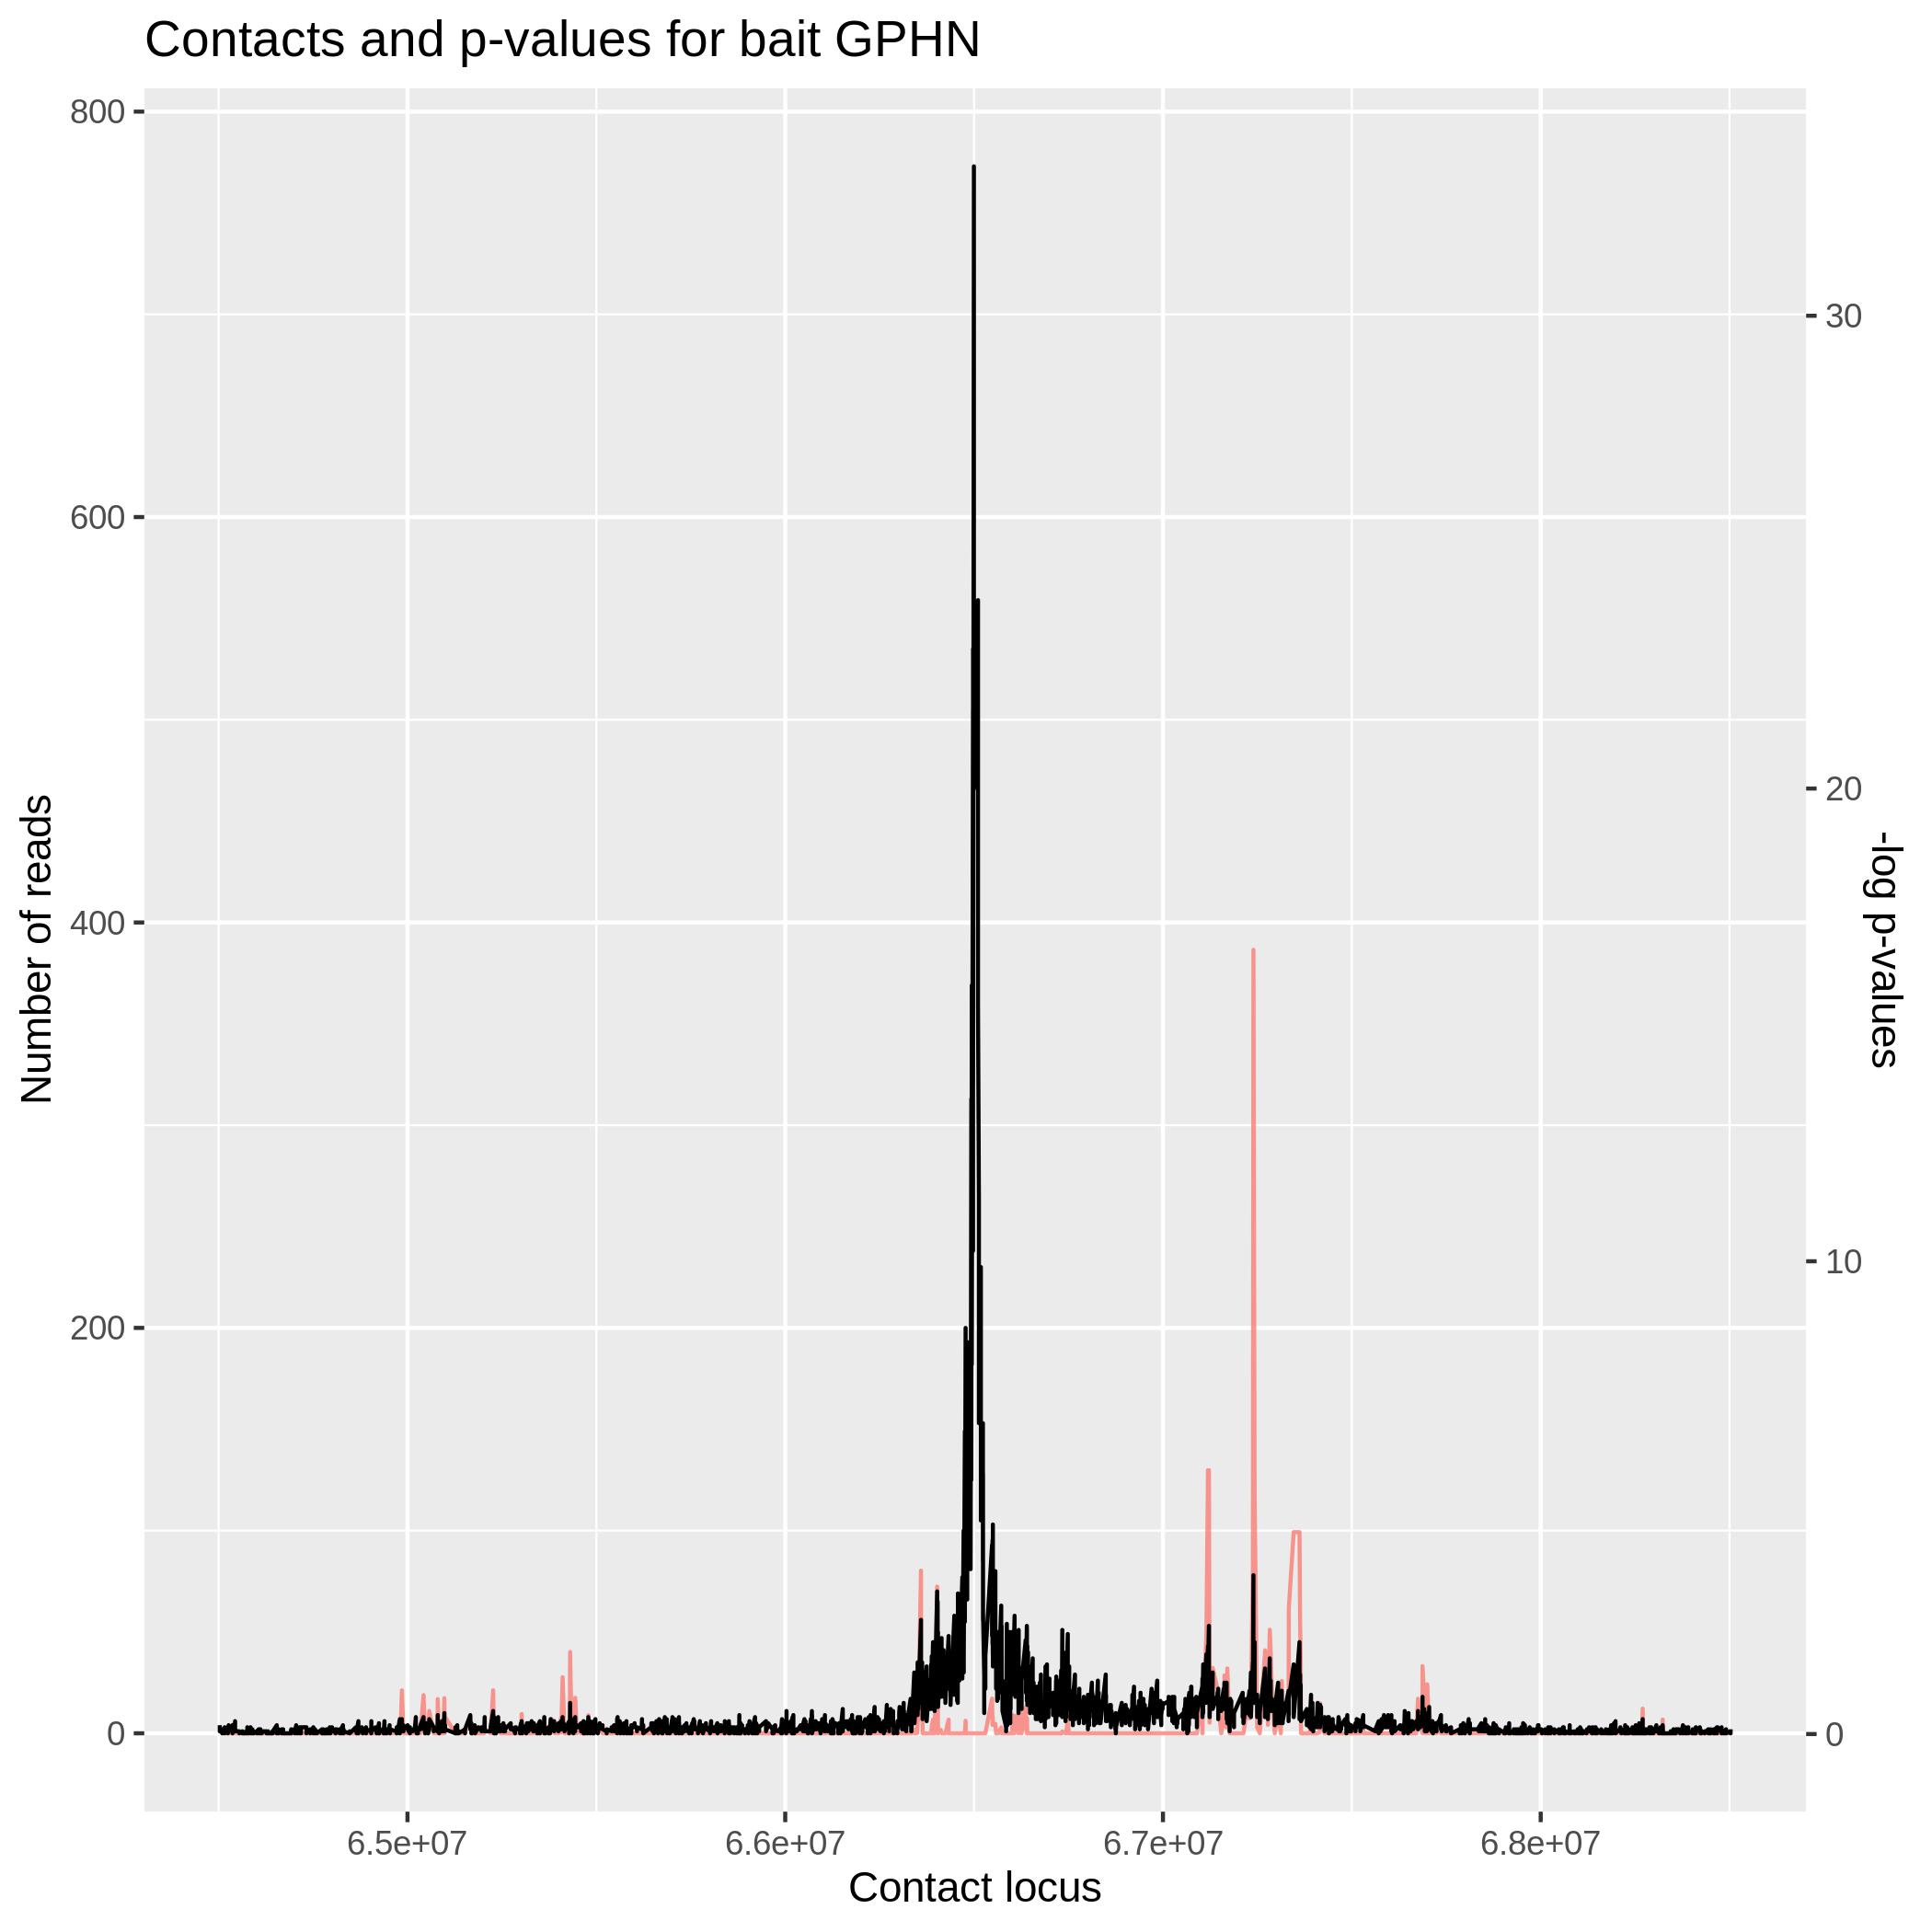 Contacts and p-values for bait GPHN
800
600
400
200
0
Number of reads
30
20
10
0
-log p-values
6.5e+07
6.6e+07
6.7e+07
6.8e+07
Contact locus